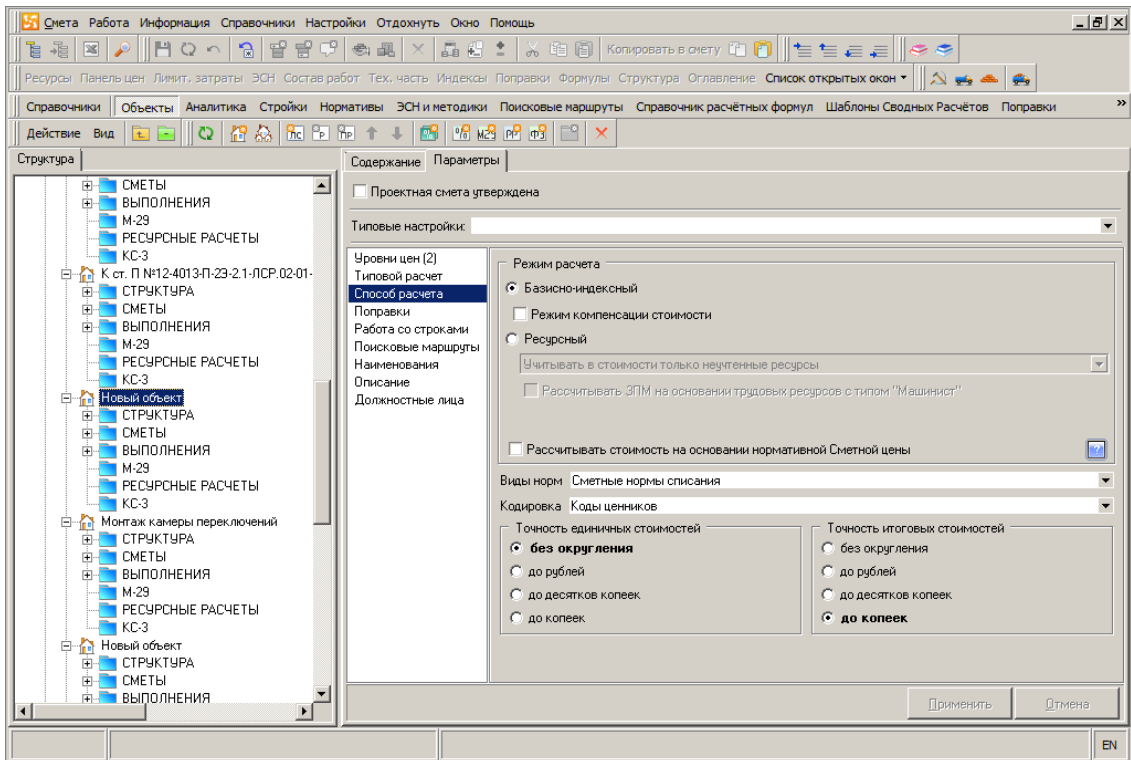 Смета Работа Информация Справочники Настройки Отдохнуть Окно Помощь
Копировать в смету
Ресурсы Панель цен Лимит. затраты ЭСН Состав работ Тех. часть Индексы Поправки Формулы Структура Оглавление Список открытых окон
Справочники Объекты Аналитика Стройки Нормативы ЭСН и методики Поисковые маршруты Справочник расчётных формул Шаблоны Сводных Расчётов Поправки »
Действие Вид
Структура
СМЕТЫ
ВЫПОЛНЕНИЯ
М-29
РЕСУРСНЫЕ РАСЧЕТЫ
КС-3
К ст. П №12-4013-П-2Э-2.1-ЛСР.02-01-
СТРУКТУРА
СМЕТЫ
ВЫПОЛНЕНИЯ
М-29
РЕСУРСНЫЕ РАСЧЕТЫ
КС-3
Новый объект
СТРУКТУРА
СМЕТЫ
ВЫПОЛНЕНИЯ
М-29
РЕСУРСНЫЕ РАСЧЕТЫ
КС-3
Монтаж камеры переключений
СТРУКТУРА
СМЕТЫ
ВЫПОЛНЕНИЯ
М-29
РЕСУРСНЫЕ РАСЧЕТЫ
КС-3
Новый объект
СТРУКТУРА
СМЕТЫ
ВЫПОЛНЕНИЯ
Содержание Параметры
Проектная смета утверждена
Типовые настройки:
Уровни цен (2)
Типовой расчет
Способ расчета
Поправки
Работа со строками
Поисковые маршруты
Наименования
Описание
Должностные лица
Режим расчета
Базисно-индексный
Режим компенсации стоимости
Ресурсный
Учитывать в стоимости только неучтенные ресурсы
Рассчитывать ЗПМ на основании трудовых ресурсов с типом "Машинист"
Рассчитывать стоимость на основании нормативной Сметной цены
Виды норм Сметные нормы списания
Кодировка Коды ценников
Точность единичных стоимостей
без округления
до рублей
до десятков копеек
до копеек
Точность итоговых стоимостей
без округления
до рублей
до десятков копеек
до копеек
Применить Отмена
EN